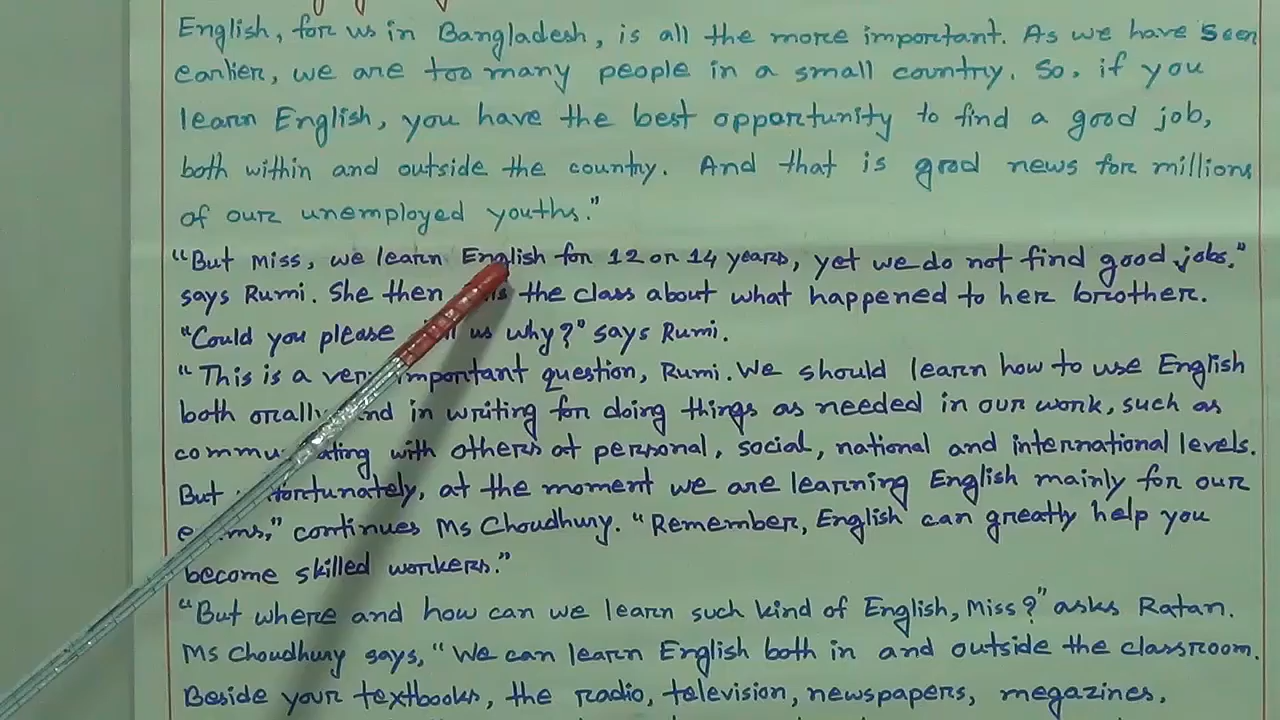 English, for us in Bangladesh, is all the more important. As we have seen
earlier, we are too many people in a small country. So, if you
learn English, you have the best opportunity to find a good job,
both within and outside the country. And that is good news for millions
of our unemployed youths."
"But Miss, we learn English for 12 or 14 years, yet we do not find good jobs."
says Rumi. She then the class about what happened to her brother.
"Could you please us why?" says Rumi.
"This is a very important question, Rumi. We should learn how to use English
both orally and in writing for doing things as needed in our work, such as
communicating with others at personal, social, national and international levels.
But unfortunately, at the moment we are learning English mainly for our
exams," continues Ms Choudhury. "Remember, English can greatly help you
become skilled workers."
"But where and how can we learn such kind of English, Miss?" asks Ratan.
Ms Choudhury says, "We can learn English both in and outside the classroom.
Beside your textbooks, the radio, television, newspapers, megazines,